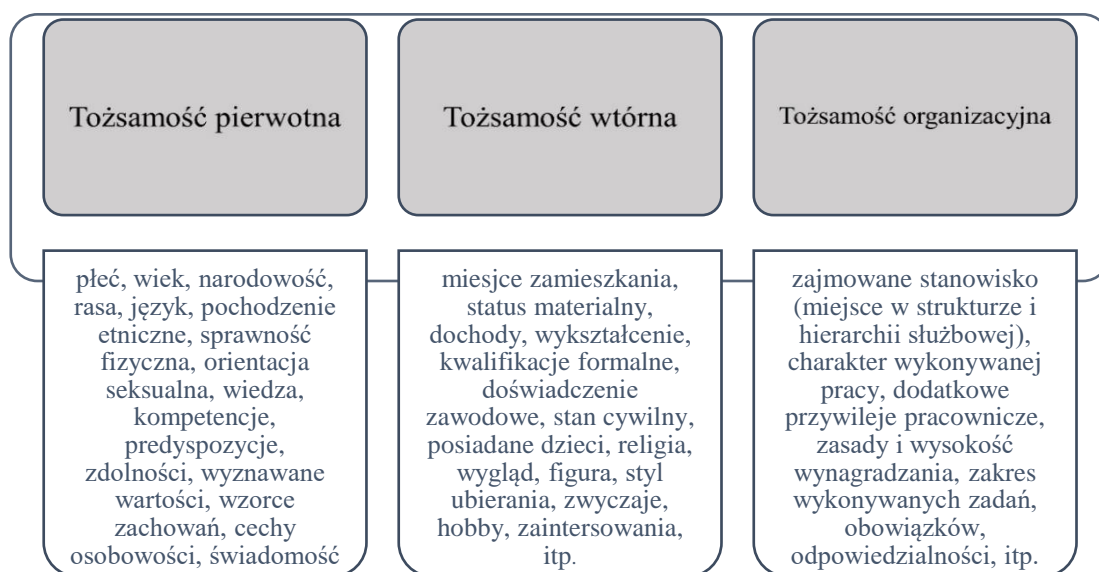 Tożsamość pierwotna
Tożsamość wtórna
Tożsamość organizacyjna
płeć, wiek, narodowość,
rasa, język, pochodzenie
etniczne, sprawność
fizyczna, orientacja
seksualna, wiedza,
kompetencje,
predyspozycje,
zdolności, wyznawane
wartości, wzorce
zachowań, cechy
osobowości, świadomość
miesjce zamieszkania,
status materialny,
dochody, wykształcenie,
kwalifikacje formalne,
doświadczenie
zawodowe, stan cywilny,
posiadane dzieci, religia,
wygląd, figura, styl
ubierania, zwyczaje,
hobby, zaintersowania,
itp.
zajmowane stanowisko
(miejsce w strukturze i
hierarchii służbowej),
charakter wykonywanej
pracy, dodatkowe
przywileje pracownicze,
zasady i wysokość
wynagradzania, zakres
wykonywanych zadań,
obowiązków,
odpowiedzialności, itp.